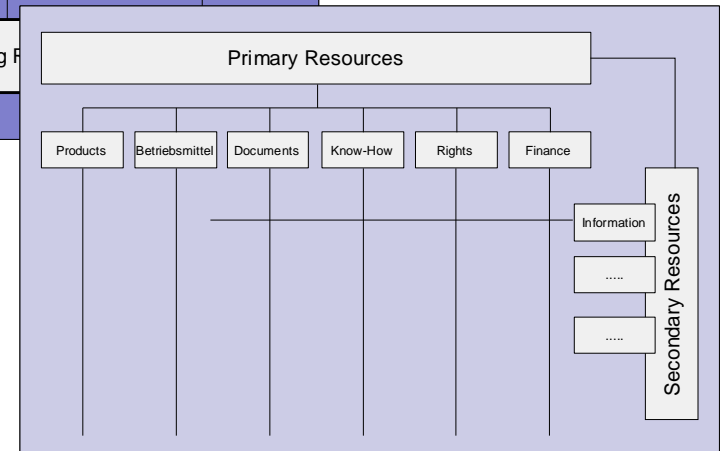 Primary Resources
Products
Betriebsmittel
Documents
Know-How
Rights
Finance
Information
.....
.....
Secondary Resources